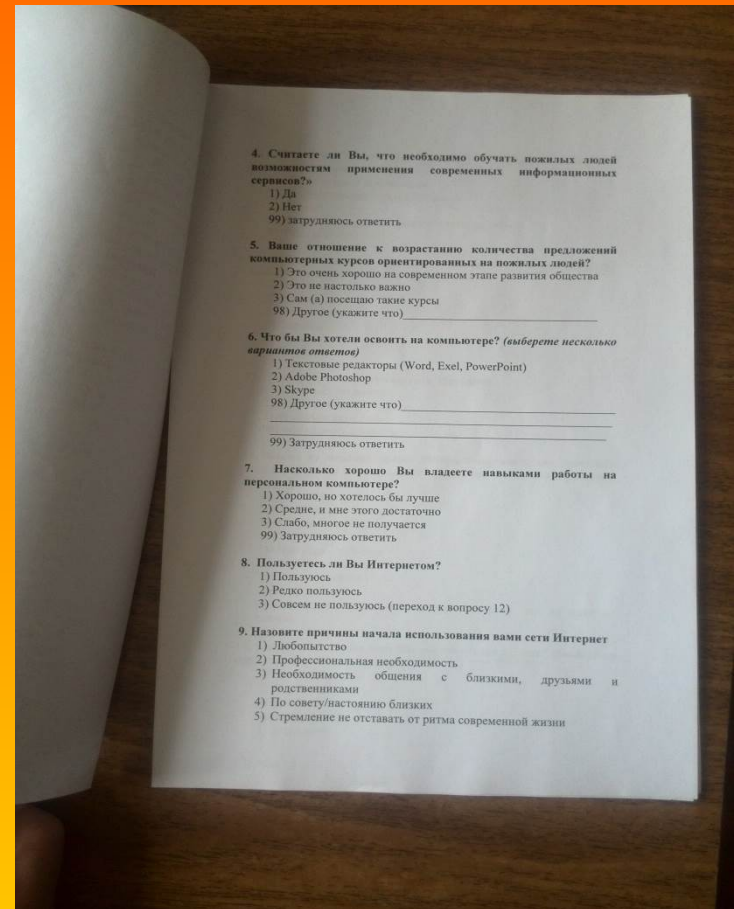 4. Считаете ли Вы, что необходимо обучать пожилых людей
возможностям применения современных информационных
сервисов?»
1) Да
2) Нет
99) затрудняюсь ответить
5. Ваше отношение к возрастанию количества предложений
компьютерных курсов ориентированных на пожилых людей?
1) Это очень хорошо на современном этапе развития общества
2) Это не настолько важно
3) Сам (а) посещаю такие курсы
98) Другое (укажите что)
6. Что бы Вы хотели освоить на компьютере? (выберете несколько
вариантов ответов)
1) Текстовые редакторы (Word, Exel, PowerPoint)
2) Adobe Photoshop
3) Skype
98) Другое (укажите что)
99) Затрудняюсь ответить
7. Насколько хорошо Вы владеете навыками работы на
персональном компьютере?
1) Хорошо, но хотелось бы лучше
2) Средне, и мне этого достаточно
3) Слабо, многое не получается
99) Затрудняюсь ответить
8. Пользуетесь ли Вы Интернетом?
1) Пользуюсь
2) Редко пользуюсь
3) Совсем не пользуюсь (переход к вопросу 12)
9. Назовите причины начала использования вами сети Интернет
1) Любопытство
2) Профессиональная необходимость
3) Необходимость общения с близкими, друзьями и
родственниками
4) По совету/настоянию близких
5) Стремление не отставать от ритма современной жизни